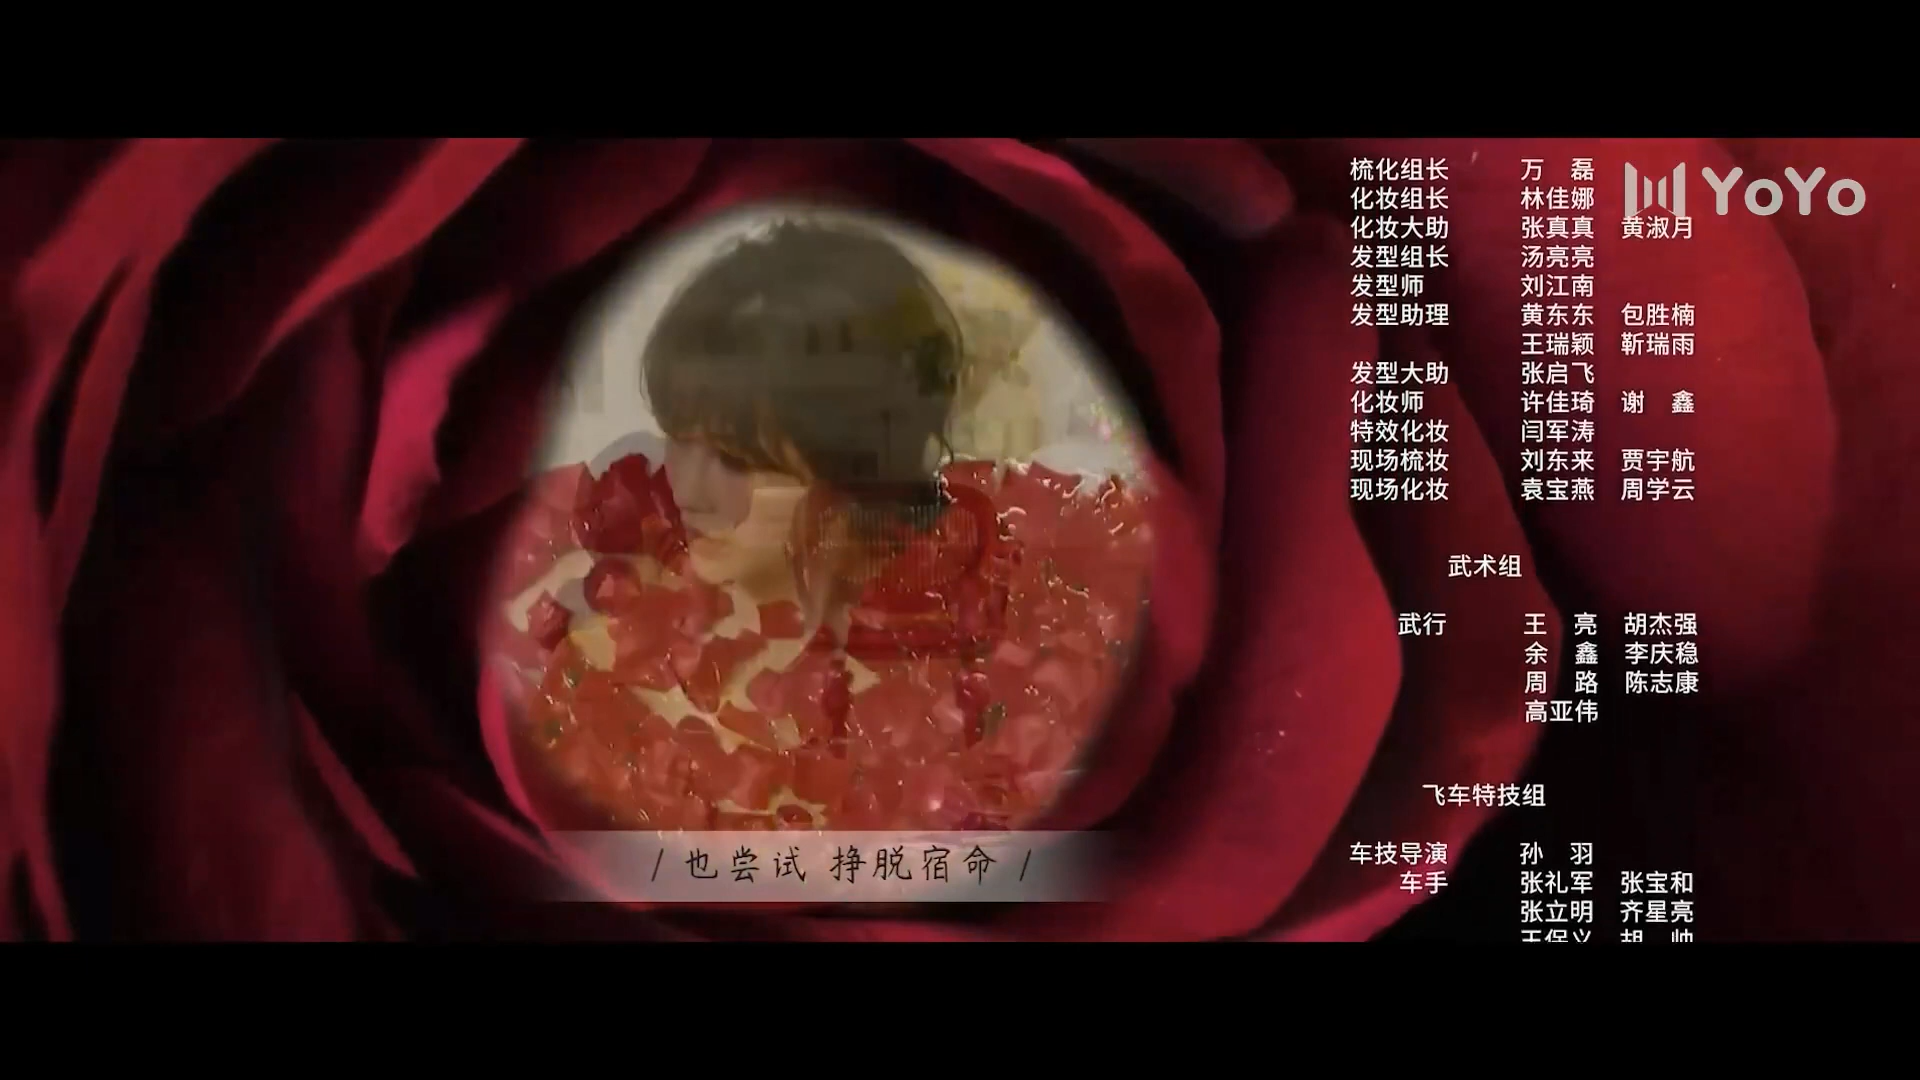 YoYo
梳化组长 万 磊
化妆组长 林佳娜
化妆大助 张真真 黄淑月
发型组长 汤亮亮
发型师 刘江南
发型助理 黄东东 包胜楠
王瑞颖 靳瑞雨
发型大助 张启飞
化妆师 许佳琦 谢 鑫
特效化妆 闫军涛
现场梳妆 刘东来 贾宇航
现场化妆 袁宝燕 周学云
武术组
武行 王 亮 胡杰强
余 鑫 李庆稳
周 路 陈志康
高亚伟
飞车特技组
车技导演 孙 羽
车手 张礼军 张宝和
张立明 齐星亮
/ 也尝试 挣脱宿命 /